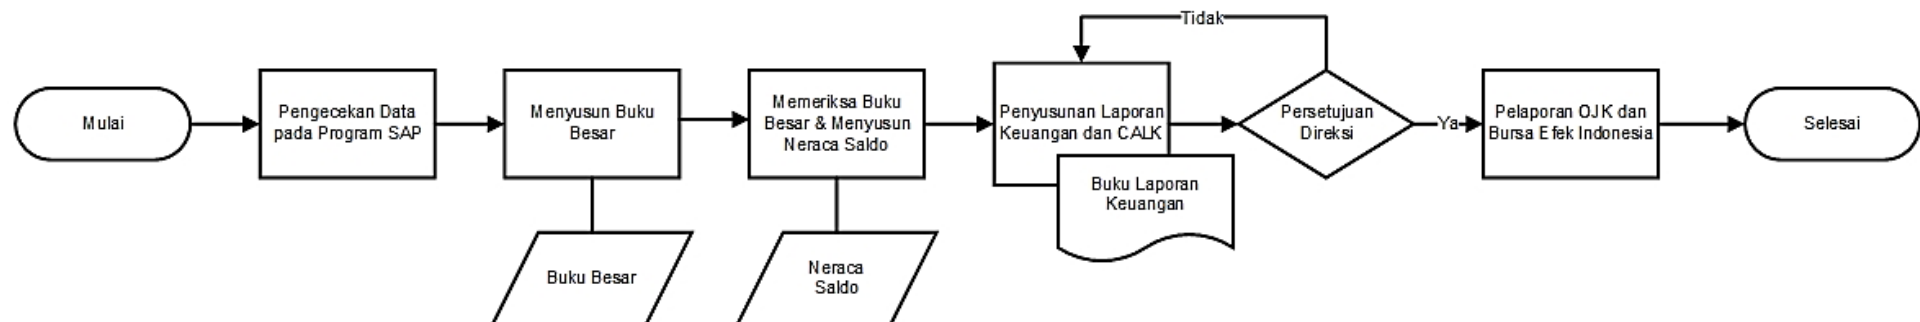 Tidak
Mulai
Pengecekan Data
pada Program SAP
Menyusun Buku
Besar
Memeriksa Buku
Besar & Menyusun
Neraca Saldo
Penyusunan Laporan
Keuangan dan CALK
Persetujuan
Direksi
Ya
Pelaporan OJK dan
Bursa Efek Indonesia
Selesai
Buku Laporan
Keuangan
Buku Besar
Neraca
Saldo